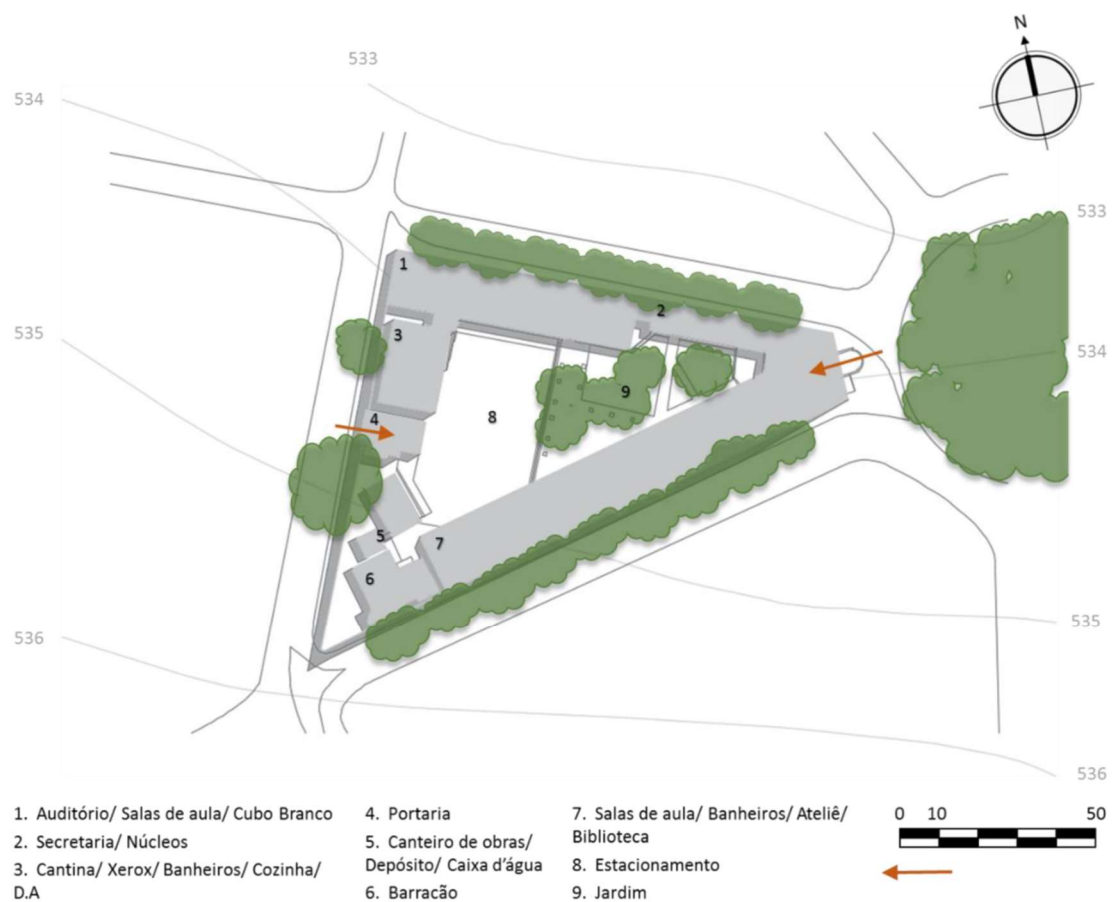 N
533
534
533
1
2
535
3
534
9
4
8
5
7
6
535
536
536
1. Auditório/ Salas de aula/ Cubo Branco
2. Secretaria/ Núcleos
3. Cantina/ Xerox/ Banheiros/ Cozinha/
D.A
4. Portaria
5. Canteiro de obras/
Depósito/ Caixa d'água
6. Barracão
7. Salas de aula/ Banheiros/ Ateliê/
Biblioteca
8. Estacionamento
9. Jardim
0 10 50